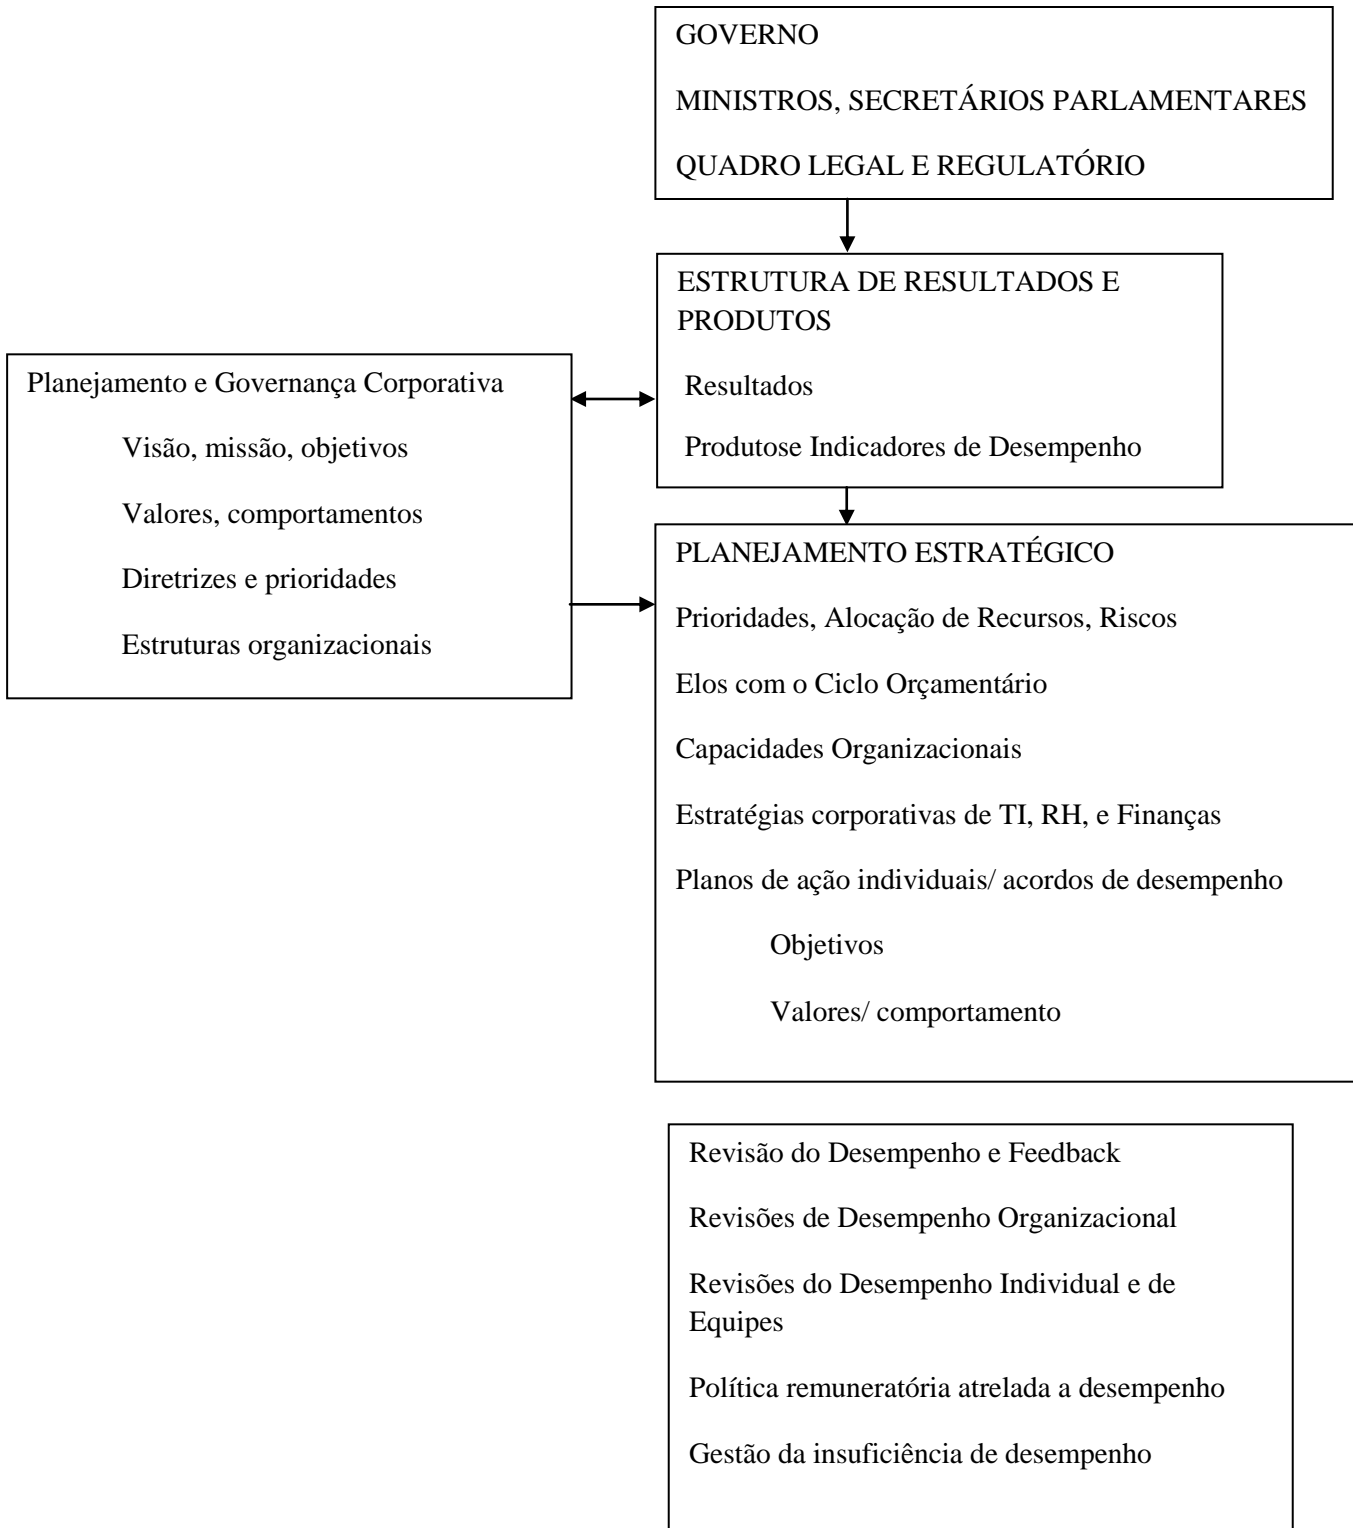 GOVERNO
MINISTROS, SECRETÁRIOS PARLAMENTARES
QUADRO LEGAL E REGULATÓRIO
ESTRUTURA DE RESULTADOS E
PRODUTOS
Resultados
Produtose Indicadores de Desempenho
Planejamento e Governança Corporativa
Visão, missão, objetivos
Valores, comportamentos
Diretrizes e prioridades
Estruturas organizacionais
PLANEJAMENTO ESTRATÉGICO
Prioridades, Alocação de Recursos, Riscos
Elos com o Ciclo Orçamentário
Capacidades Organizacionais
Estratégias corporativas de TI, RH, e Finanças
Planos de ação individuais/ acordos de desempenho
Objetivos
Valores/ comportamento
Revisão do Desempenho e Feedback
Revisões de Desempenho Organizacional
Revisões do Desempenho Individual e de
Equipes
Política remuneratória atrelada a desempenho
Gestão da insuficiência de desempenho